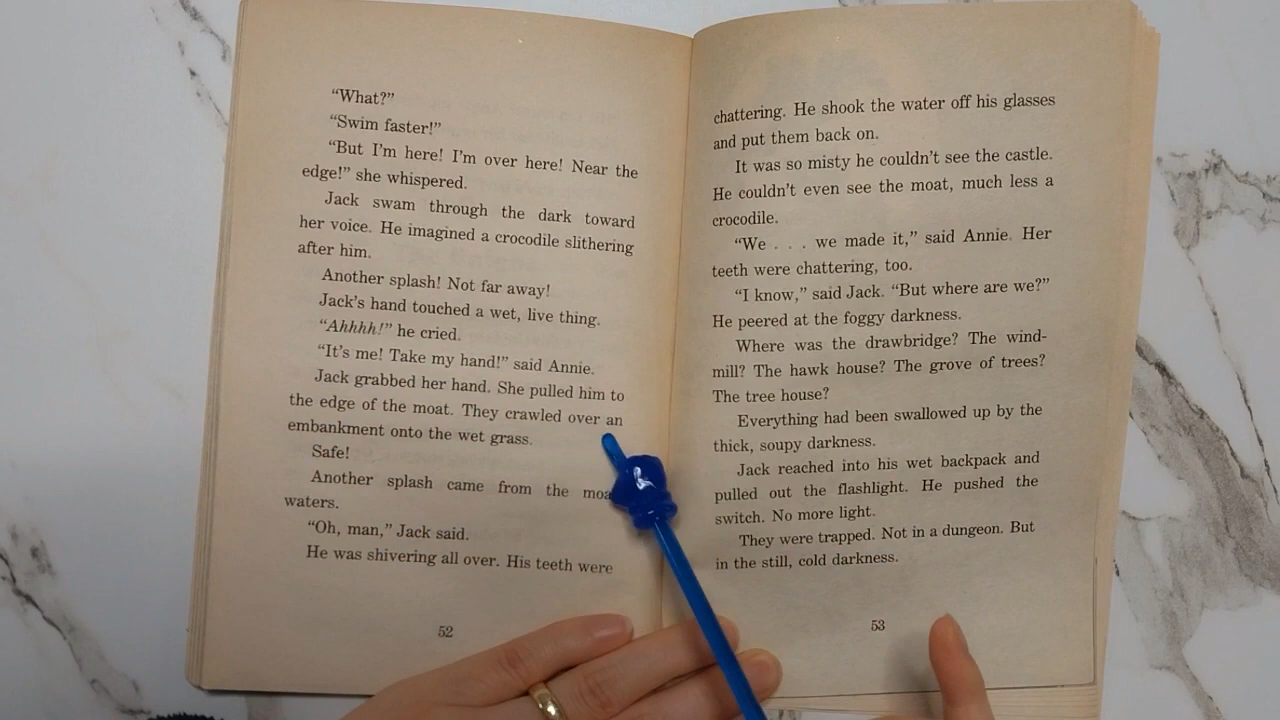 “What?”
“Swim faster!”
“But I’m here! I’m over here! Near the
edge!” she whispered.
Jack swam through the dark toward
her voice. He imagined a crocodile slithering
after him.
Another splash! Not far away!
Jack’s hand touched a wet, live thing.
“Ahhhh!” he cried.
“It’s me! Take my hand!” said Annie.
Jack grabbed her hand. She pulled him to
the edge of the moat. They crawled over an
embankment onto the wet grass.
Safe!
Another splash came from the moa
waters.
“Oh, man,” Jack said.
He was shivering all over. His teeth were
52
chattering. He shook the water off his glasses
and put them back on.
It was so misty he couldn’t see the castle.
He couldn’t even see the moat, much less a
crocodile.
“We . . . we made it,” said Annie. Her
teeth were chattering, too.
“I know,” said Jack. “But where are we?”
He peered at the foggy darkness.
Where was the drawbridge? The wind-
mill? The hawk house? The grove of trees?
The tree house?
Everything had been swallowed up by the
thick, soupy darkness.
Jack reached into his wet backpack and
pulled out the flashlight. He pushed the
switch. No more light.
They were trapped. Not in a dungeon. But
in the still, cold darkness.
53